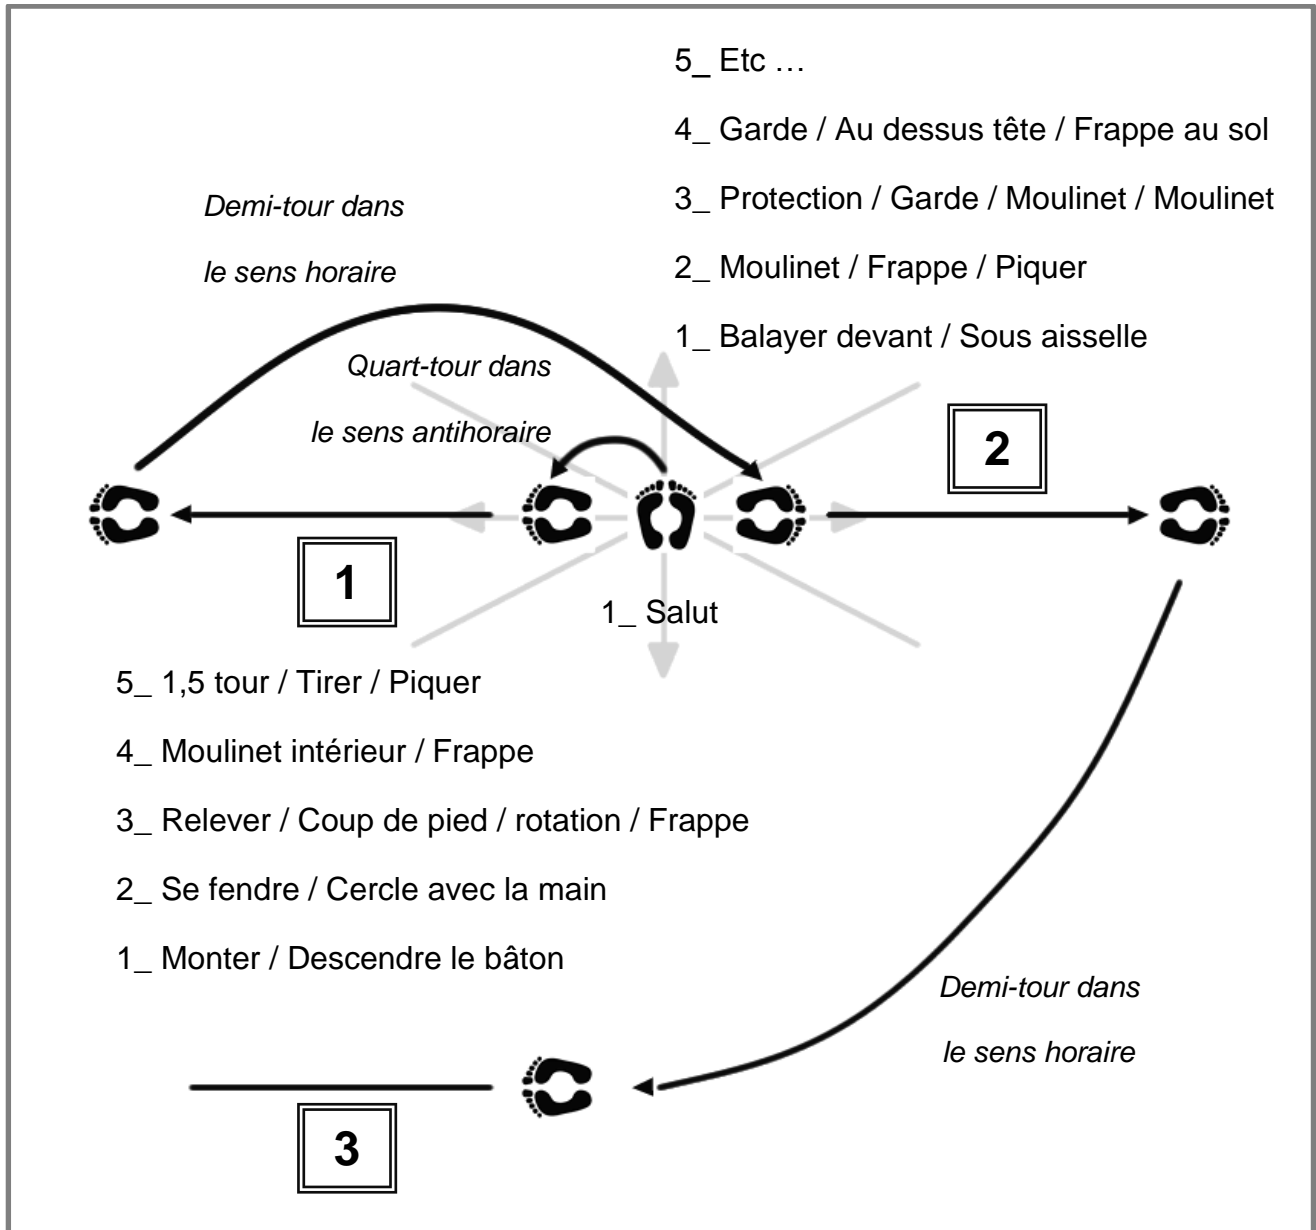 5_ Etc …
4_ Garde / Au dessus tête / Frappe au sol
3_ Protection / Garde / Moulinet / Moulinet
2_ Moulinet / Frappe / Piquer
1_ Balayer devant / Sous aisselle
Demi-tour dans
le sens horaire
Quart-tour dans
le sens antihoraire
2
1
1_ Salut
5_ 1,5 tour / Tirer / Piquer
4_ Moulinet intérieur / Frappe
3_ Relever / Coup de pied / rotation / Frappe
2_ Se fendre / Cercle avec la main
1_ Monter / Descendre le bâton
Demi-tour dans
le sens horaire
3